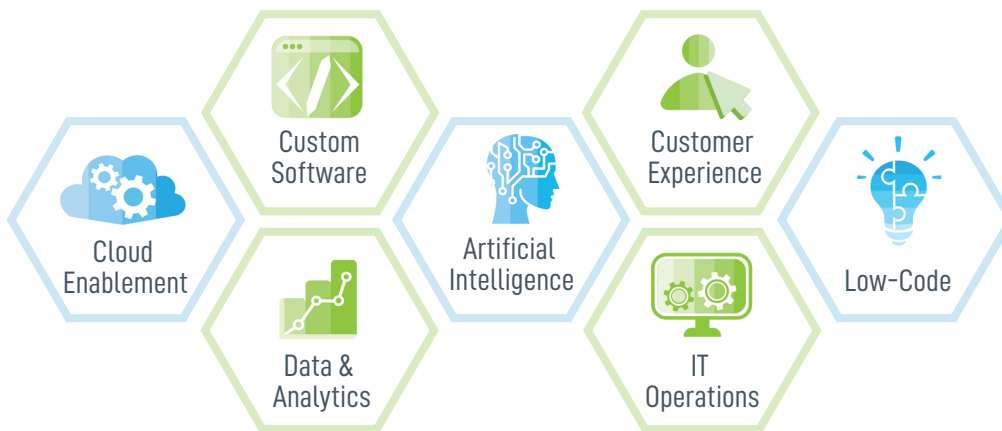 Custom
Software
Customer
Experience
Cloud
Enablement
Artificial
Intelligence
Low-Code
Data &
Analytics
IT
Operations